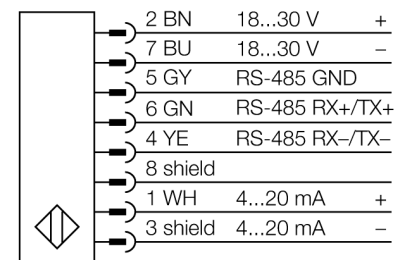 2 BN 18...30 V +
7 BU 18...30 V –
5 GY RS-485 GND
6 GN RS-485 RX+/TX+
4 YE RS-485 RX–/TX–
8 shield
1 WH 4...20 mA +
3 shield 4...20 mA –